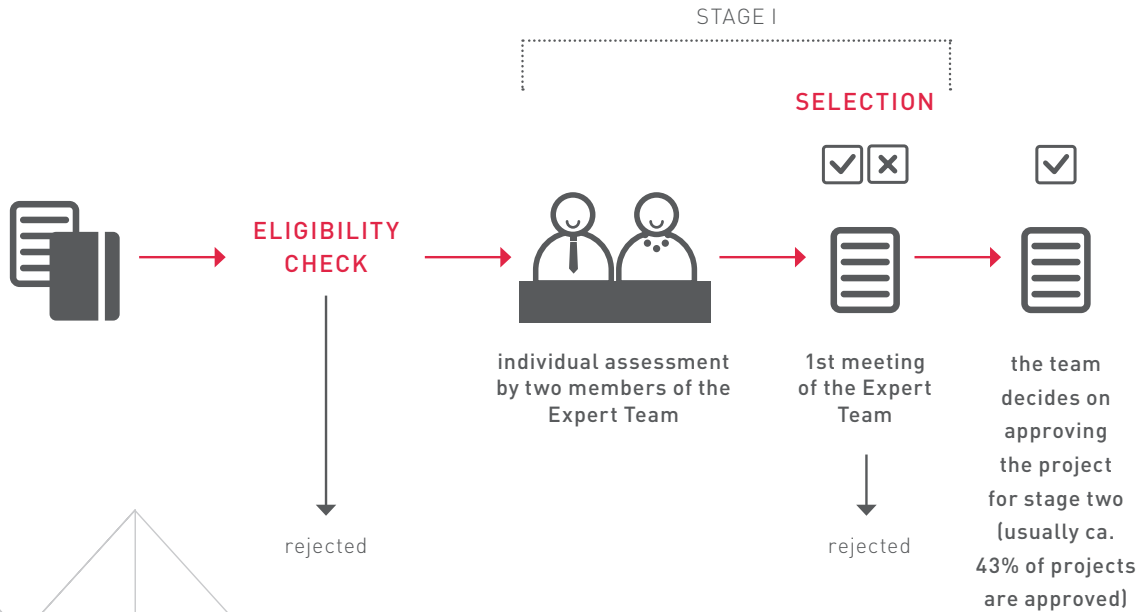 STAGE I
SELECTION
ELIGIBILITY
CHECK
individual assessment
by two members of the
Expert Team
1st meeting
of the Expert
Team
the team
decides on
approving
the project
for stage two
(usually ca.
43% of projects
are approved)
rejected
rejected